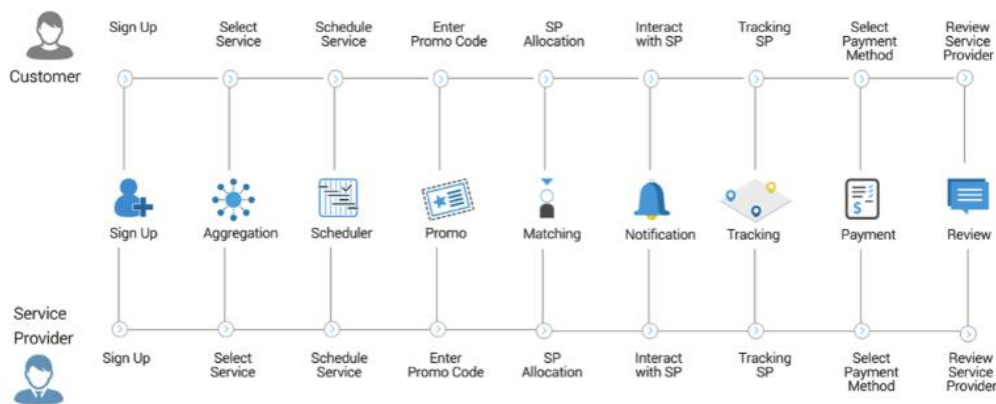 Sign Up
Select
Service
Schedule
Service
Enter
Promo Code
SP
Allocation
Interact
with SP
Tracking
SP
Select
Payment
Method
Review
Service
Provider
Customer
Sign Up
Aggregation
Scheduler
Promo
Matching
Notification
Tracking
$
Payment
Review
Service
Provider
Sign Up
Select
Service
Schedule
Service
Enter
Promo Code
SP
Allocation
Interact
with SP
Tracking
SP
Select
Payment
Method
Review
Service
Provider